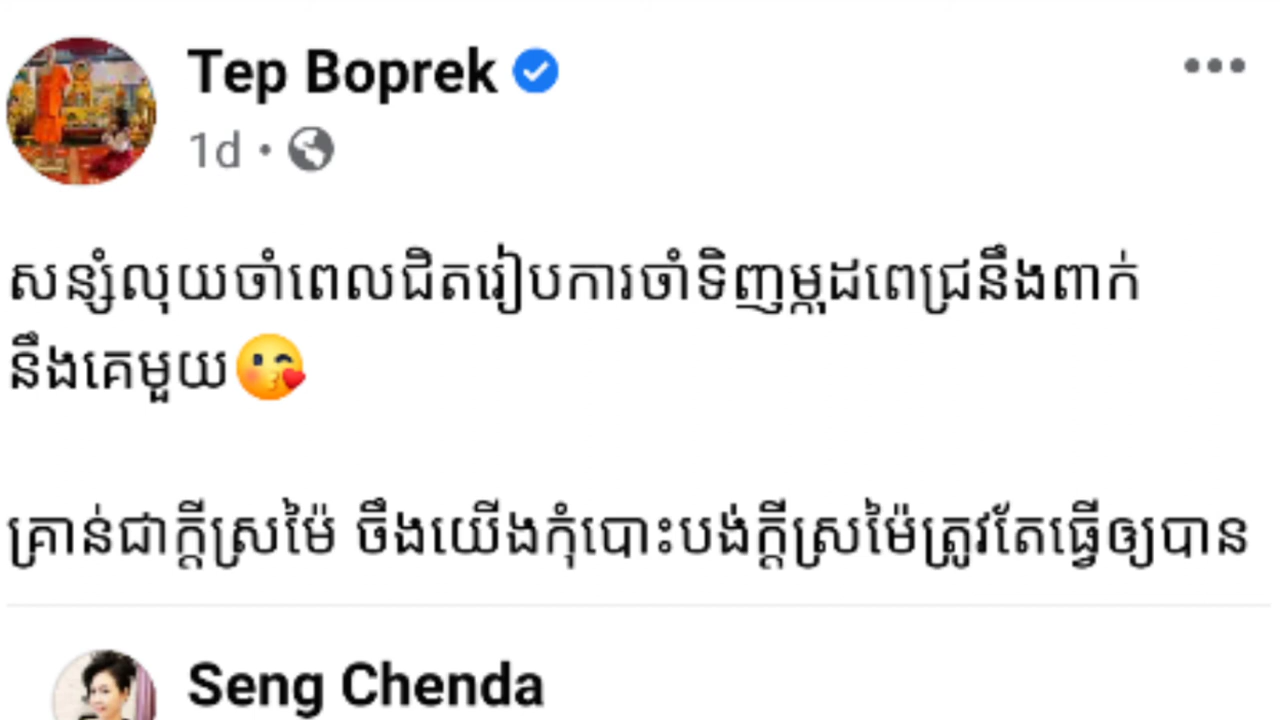 Tep Boprek
1d
សន្សំលុយចាំពេលជិតរៀបការចាំទិញម្កុដពេជ្រនឹងពាក់
នឹងគេមួយ😘
គ្រាន់ជាក្តីស្រម៉ៃ ចឹងយើងកុំបោះបង់ក្តីស្រម៉ៃត្រូវតែធ្វើឲ្យបាន
Seng Chenda